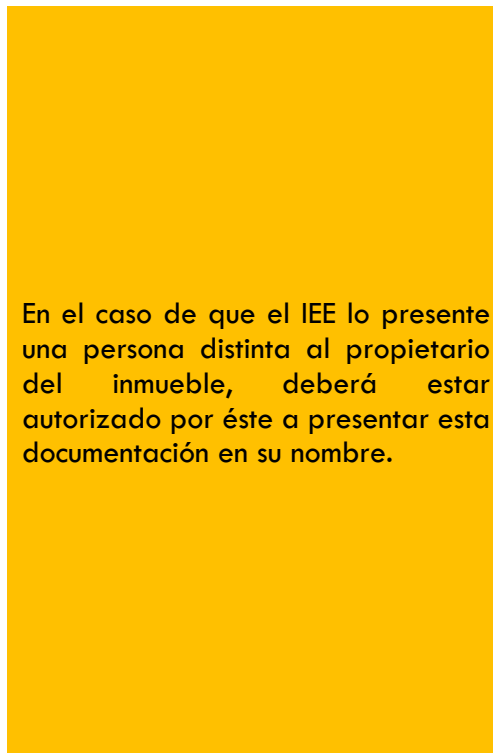 En el caso de que el IEE lo presente
una persona distinta al propietario
del inmueble, deberá estar
autorizado por éste a presentar esta
documentación en su nombre.